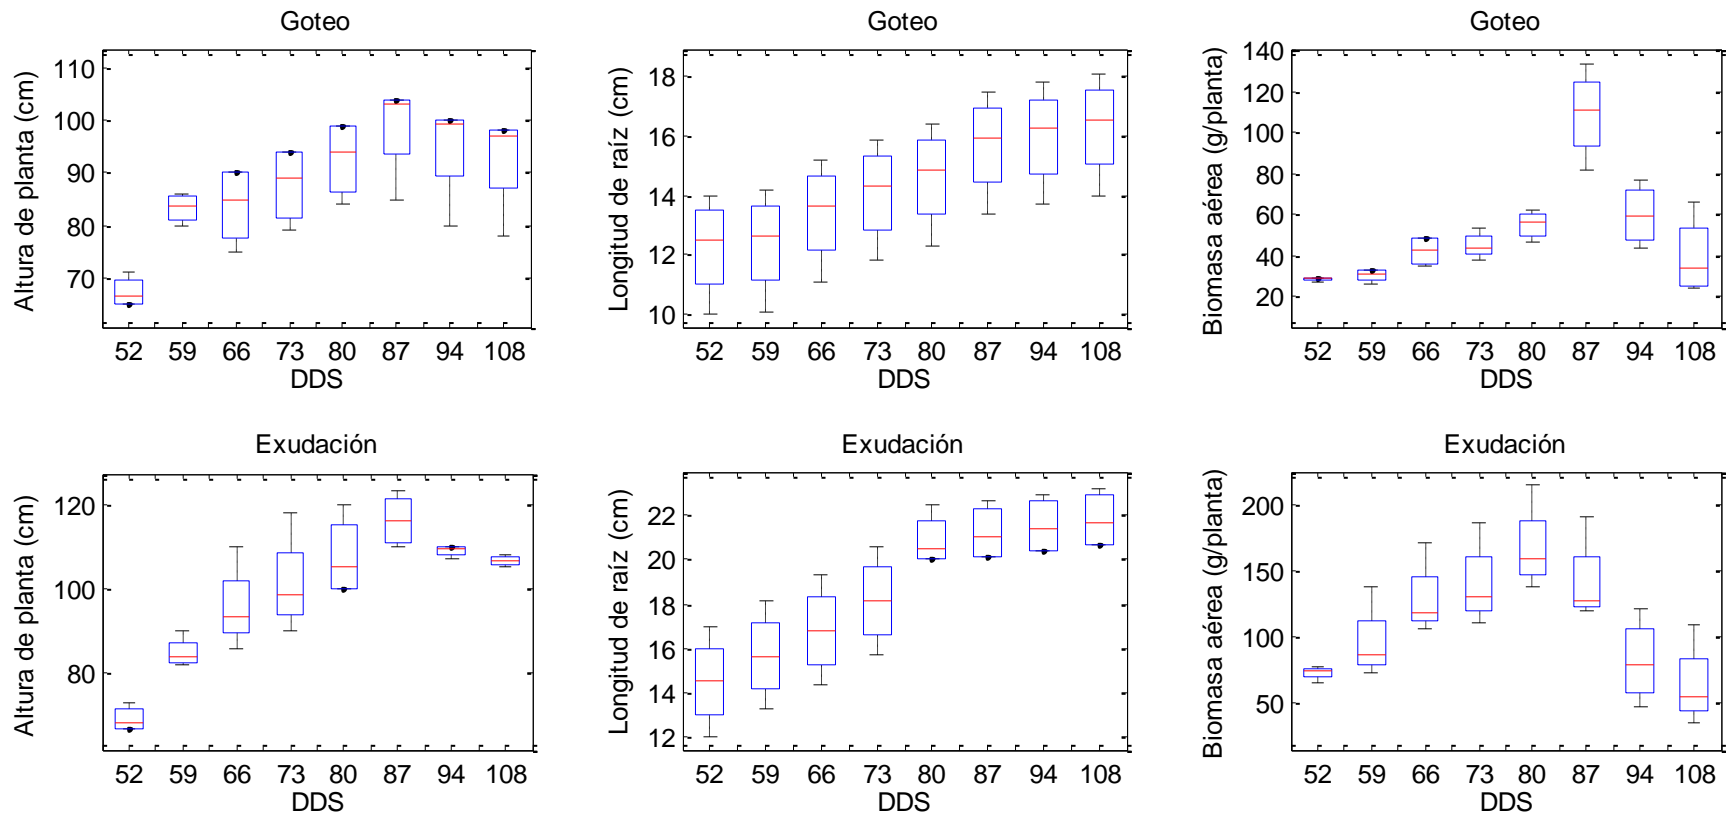 Goteo
Altura de planta (cm)
110
100
90
80
70
52 59 66 73 80 87 94 108
DDS
Goteo
Longitud de raíz (cm)
18
16
14
12
10
52 59 66 73 80 87 94 108
DDS
Goteo
Biomasa aérea (g/planta)
140
120
100
80
60
40
20
52 59 66 73 80 87 94 108
DDS
Exudación
Altura de planta (cm)
120
100
80
52 59 66 73 80 87 94 108
DDS
Exudación
Longitud de raíz (cm)
22
20
18
16
14
12
52 59 66 73 80 87 94 108
DDS
Exudación
Biomasa aérea (g/planta)
200
150
100
50
52 59 66 73 80 87 94 108
DDS